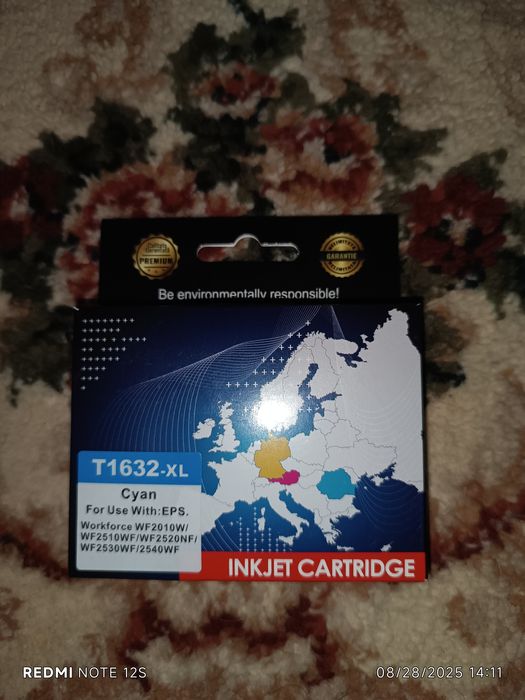 PREMIUM
GARANTIE
Be environmentally responsible!
T1632-XL
Cyan
For Use With:EPS.
Workforce WF2010W/
WF2510WF/WF2520NF/
WF2530WF/2540WF
INKJET CARTRIDGE
REDMI NOTE 12S
08/28/2025 14:11